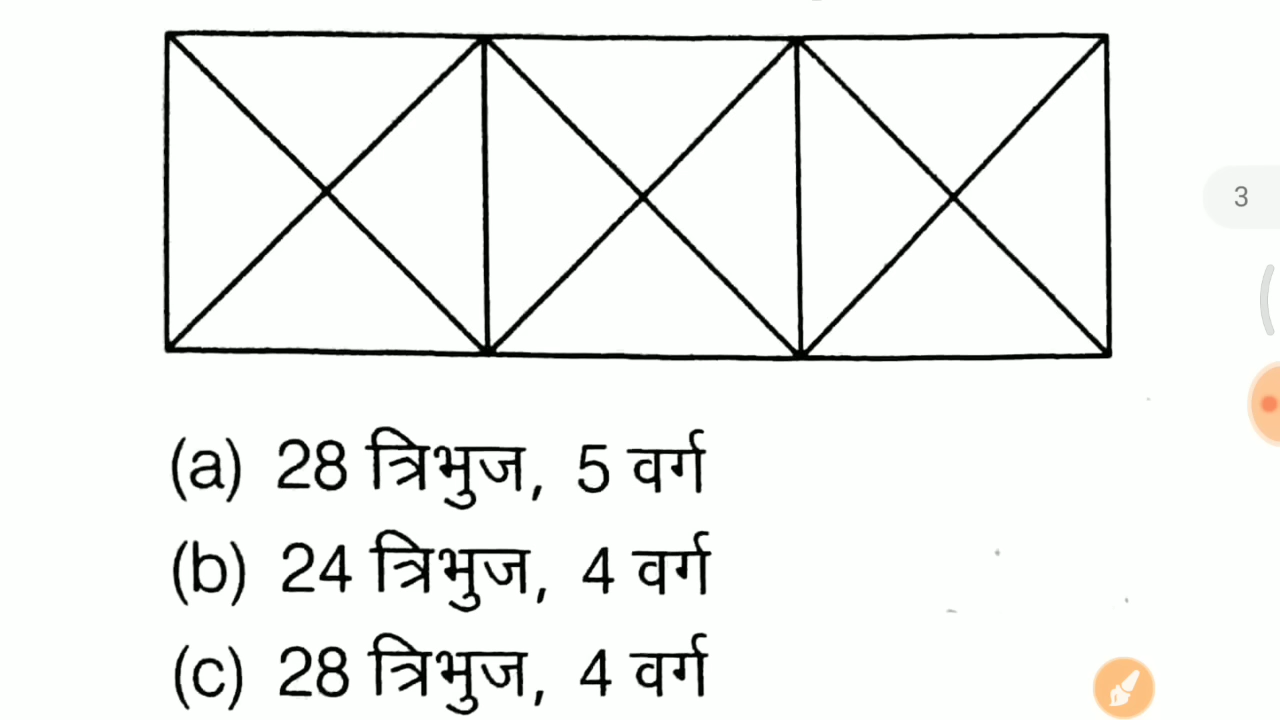 3
(a) 28 त्रिभुज, 5 वर्ग
(b) 24 त्रिभुज, 4 वर्ग
(c) 28 त्रिभुज, 4 वर्ग